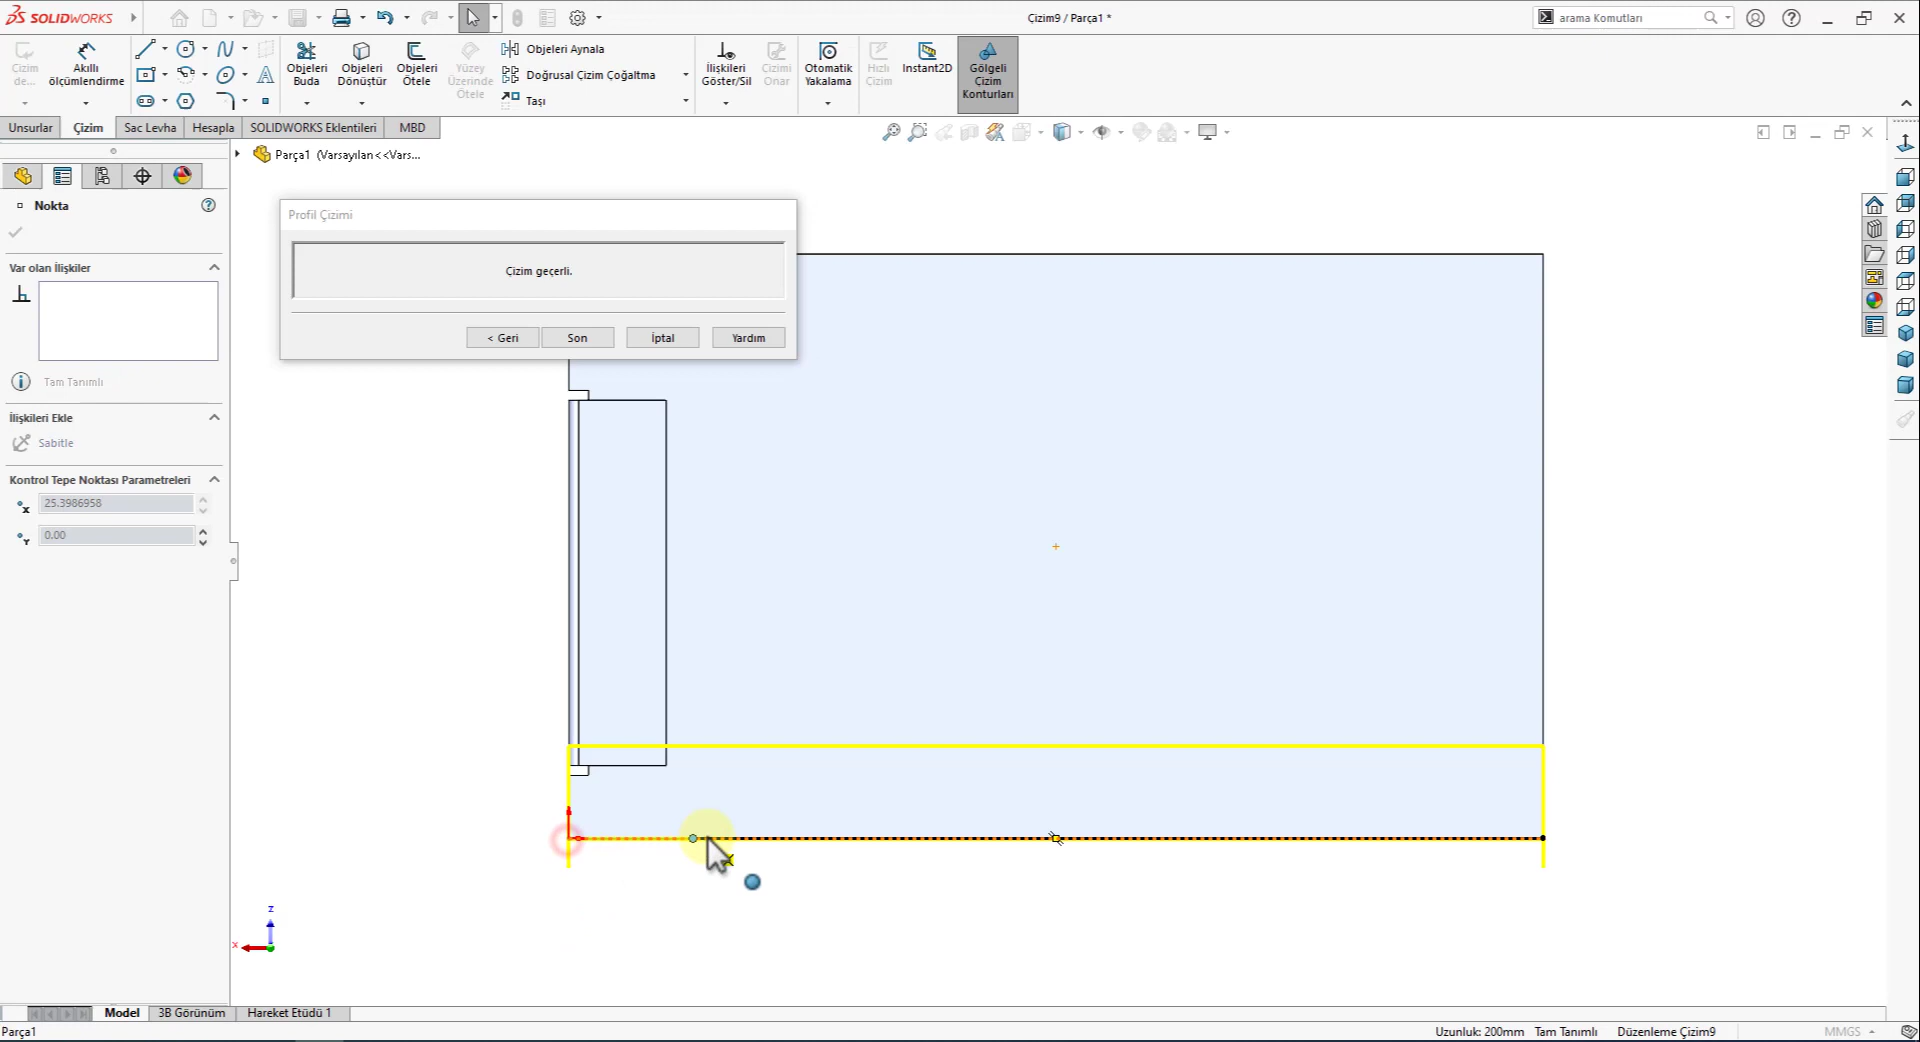 SOLIDWORKS
Çizim9 / Parça1 *
arama Komutları
Çizim
de...
Akıllı
ölçümlendirme
Objeleri
Buda
Objeleri
Dönüştür
Objeleri
Ötele
Yüzey
Üzerinde
Ötele
Objeleri Aynala
Doğrusal Çizim Çoğaltma
Taşı
İlişkileri
Göster/Sil
Çizimi
Onar
Otomatik
Yakalama
Hızlı
Çizim
Instant2D
Gölgeli
Çizim
Konturları
Unsurlar
Çizim
Sac Levha
Hesapla
SOLIDWORKS Eklentileri
MBD
Parça1 (Varsayılan<<Vars...
Nokta
Var olan İlişkiler
Tam Tanımlı
İlişkileri Ekle
Sabitle
Kontrol Tepe Noktası Parametreleri
x
25.3986958
Y
0.00
Profil Çizimi
Çizim geçerli.
< Geri
Son
İptal
Yardım
z
x
Model
3B Görünüm
Hareket Etüdü 1
Parça1
Uzunluk: 200mm
Tam Tanımlı
Düzenleme Çizim9
MMGS